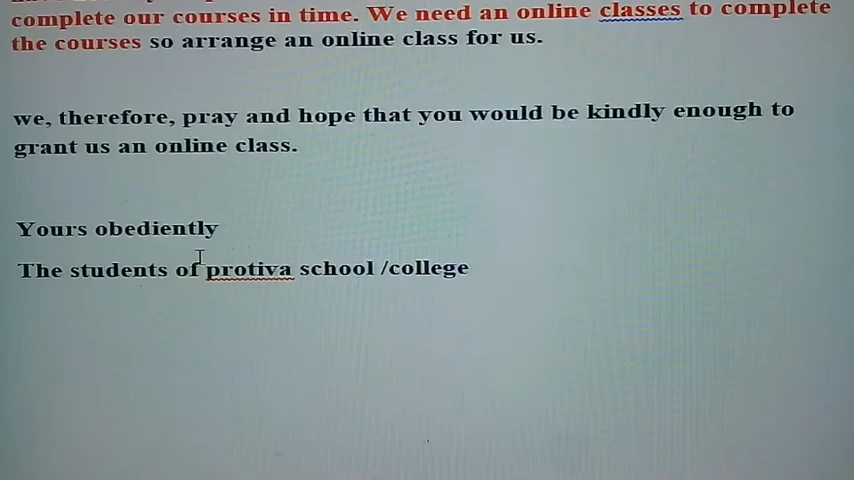 complete our courses in time. We need an online classes to complete
the courses so arrange an online class for us.
we, therefore, pray and hope that you would be kindly enough to
grant us an online class.
Yours obediently
The students of protiva school /college